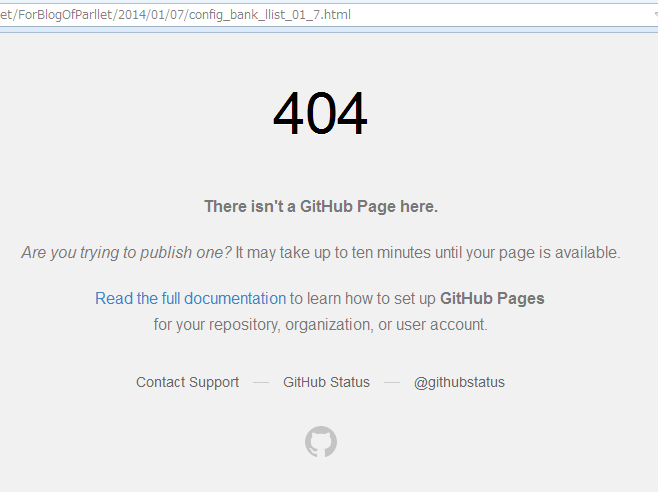 et/ForBlogOfParllet/2014/01/07/config_bank_llist_01_7.html
404
There isn't a GitHub Page here.
Are you trying to publish one? It may take up to ten minutes until your page is available.
Read the full documentation to learn how to set up GitHub Pages
for your repository, organization, or user account.
Contact Support — GitHub Status — @githubstatus